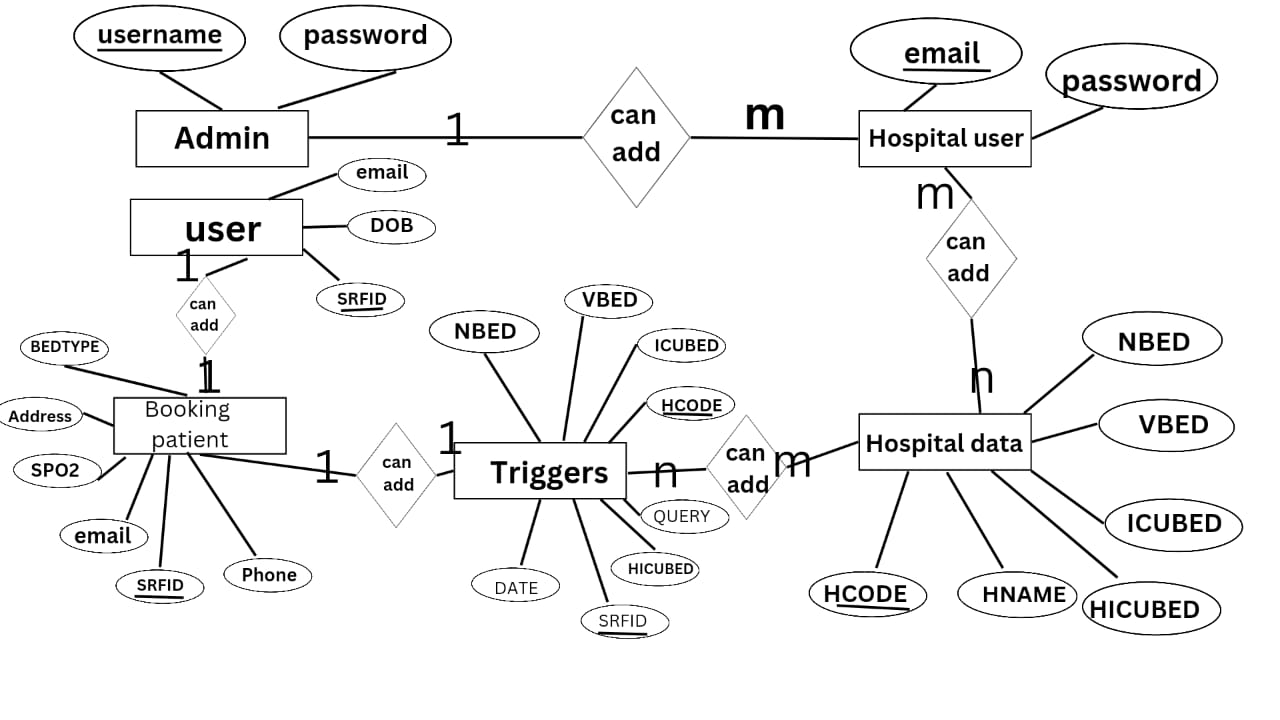 username
password
email
password
Admin
1
can
add
m
Hospital user
email
user
DOB
SRFID
1
can
add
1
m
can
add
n
BEDTYPE
Address
SPO2
Booking
patient
email
SRFID
Phone
1
can
add
1
NBED
VBED
ICUBED
HCODE
Triggers
QUERY
HICUBED
SRFID
DATE
n
can
add
m
Hospital data
NBED
VBED
ICUBED
HICUBED
HNAME
HCODE